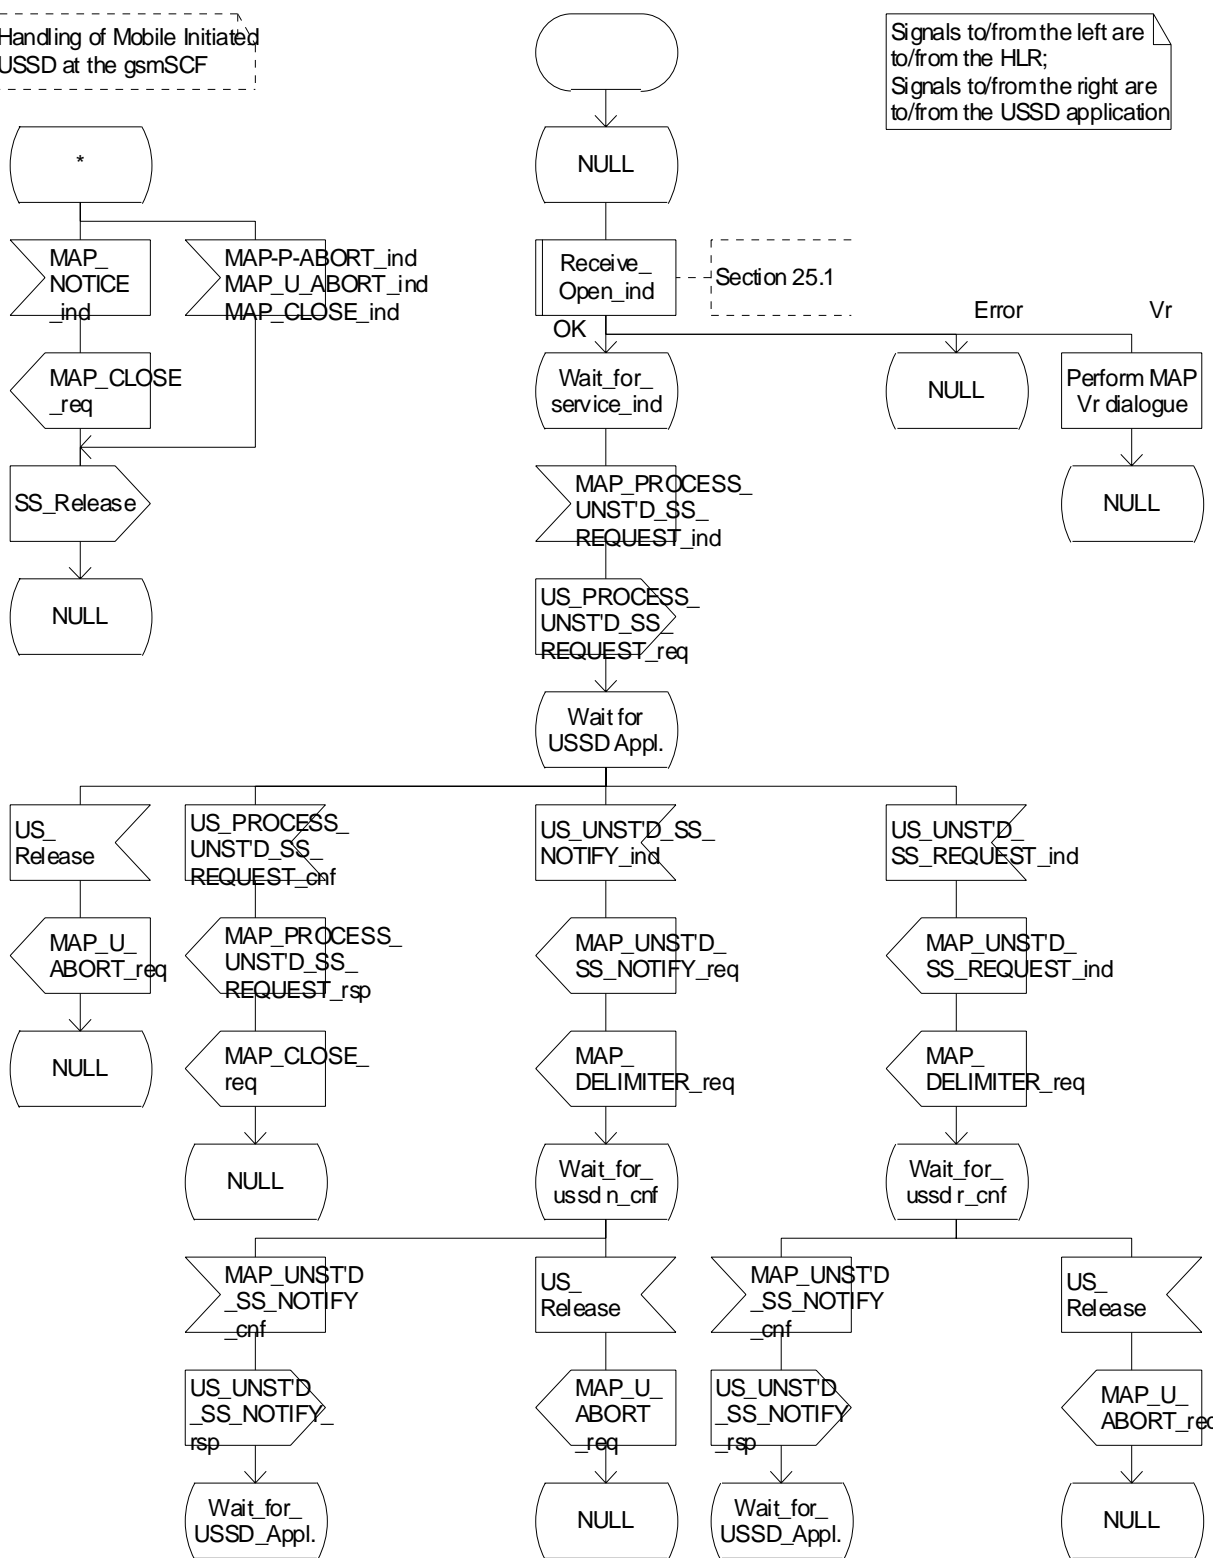 Handling of Mobile Initiated
USSD at the gsmSCF
Signals to/from the left are
to/from the HLR;
Signals to/from the right are
to/from the USSD application
*
NULL
MAP_
NOTICE
_ind
MAP-P-ABORT_ind
MAP_U_ABORT_ind
MAP_CLOSE_ind
Receive_
Open_ind
Section 25.1
OK
Error
Vr
MAP_CLOSE
_req
Wait_for_
service_ind
NULL
Perform MAP
Vr dialogue
SS_Release
MAP_PROCESS_
UNST'D_SS_
REQUEST_ind
NULL
NULL
US_PROCESS_
UNST'D_SS_
REQUEST_req
Wait for
USSD Appl.
US_
Release
US_PROCESS_
UNST'D_SS_
REQUEST_cnf
US_UNST'D_SS_
NOTIFY_ind
US_UNST'D_
SS_REQUEST_ind
MAP_U_
ABORT_req
MAP_PROCESS_
UNST'D_SS_
REQUEST_rsp
MAP_UNST'D_
SS_NOTIFY_req
MAP_UNST'D_
SS_REQUEST_ind
NULL
MAP_CLOSE_
req
MAP_
DELIMITER_req
MAP_
DELIMITER_req
NULL
Wait_for_
ussd n_cnf
Wait_for_
ussd r_cnf
MAP_UNST'D
_SS_NOTIFY
_cnf
US_
Release
MAP_UNST'D
_SS_NOTIFY
_cnf
US_
Release
US_UNST'D
_SS_NOTIFY_
rsp
MAP_U_
ABORT
_req
US_UNST'D
_SS_NOTIFY
_rsp
MAP_U_
ABORT_req
Wait_for_
USSD_Appl.
NULL
Wait_for_
USSD_Appl.
NULL